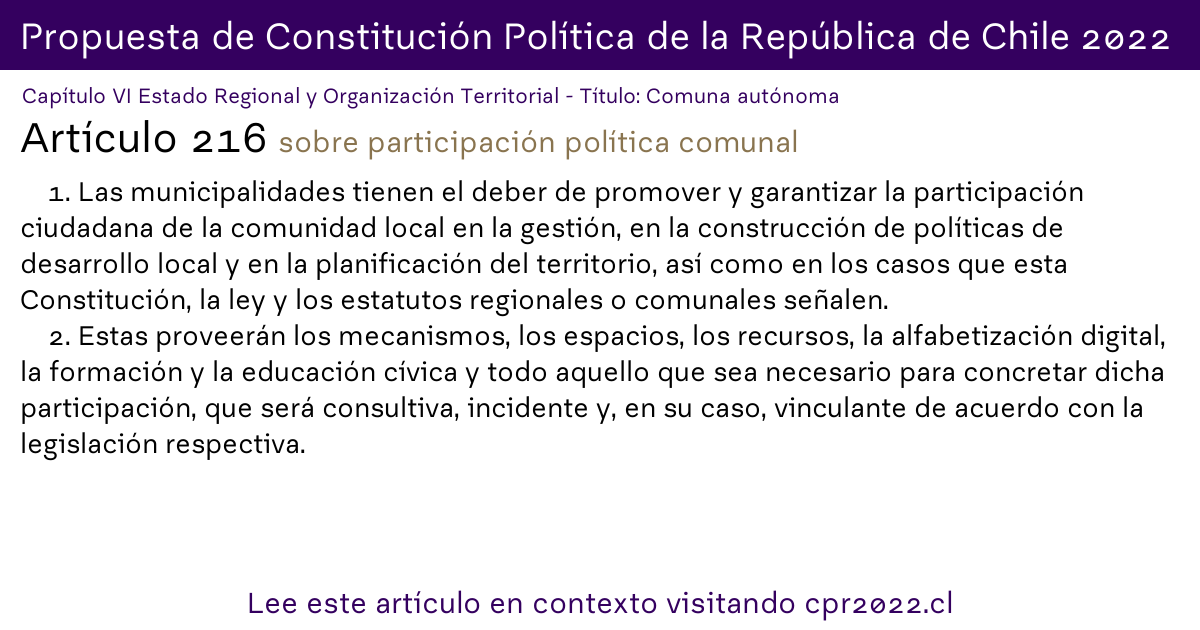 Propuesta de Constitución Política de la República de Chile 2022
Capítulo VI Estado Regional y Organización Territorial - Título: Comuna autónoma
Artículo 216 sobre participación política comunal
1. Las municipalidades tienen el deber de promover y garantizar la participación
ciudadana de la comunidad local en la gestión, en la construcción de políticas de
desarrollo local y en la planificación del territorio, así como en los casos que esta
Constitución, la ley y los estatutos regionales o comunales señalen.
2. Estas proveerán los mecanismos, los espacios, los recursos, la alfabetización digital,
la formación y la educación cívica y todo aquello que sea necesario para concretar dicha
participación, que será consultiva, incidente y, en su caso, vinculante de acuerdo con la
legislación respectiva.
Lee este artículo en contexto visitando cpr2022.cl